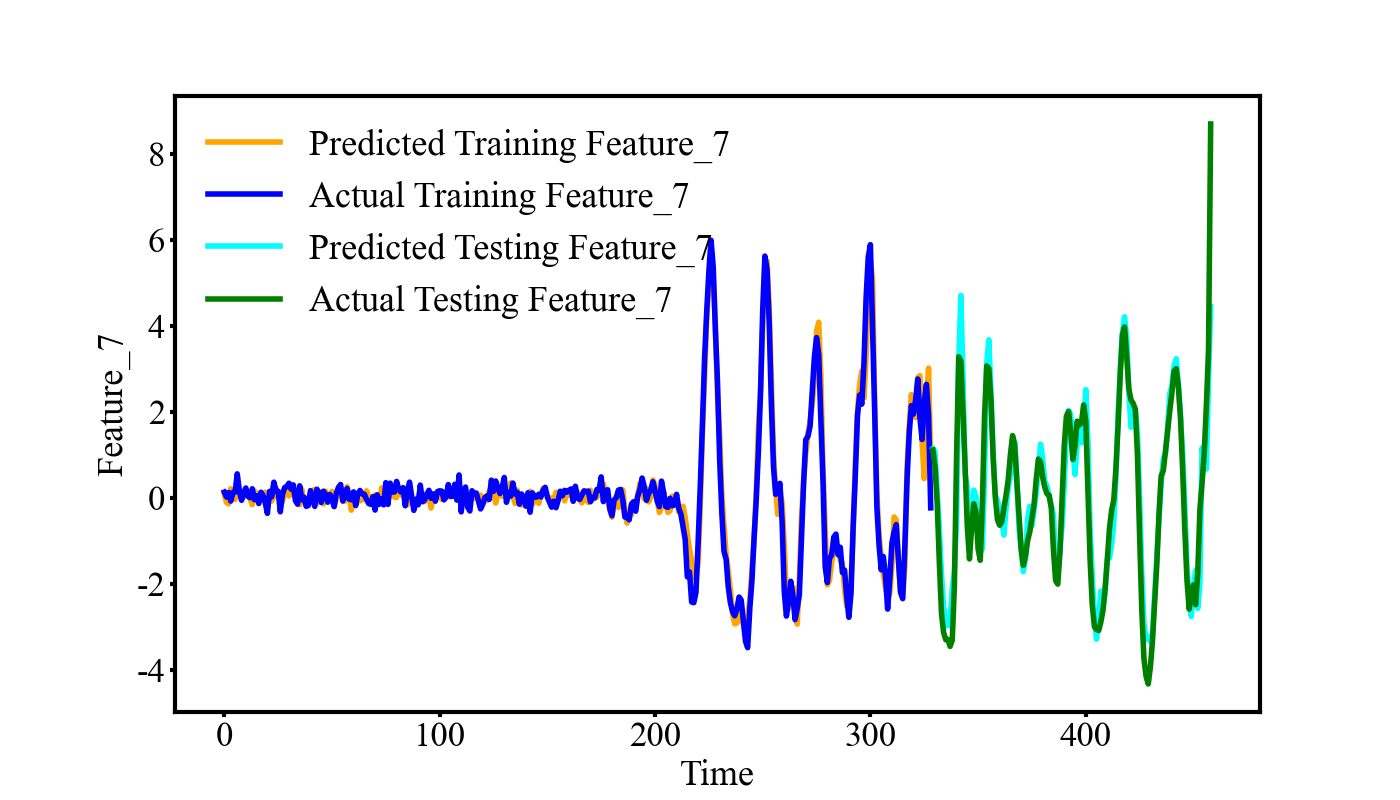 Predicted Training Feature_7
Actual Training Feature_7
Predicted Testing Feature_7
Actual Testing Feature_7
8
6
4
2
0
-2
-4
Feature_7
0 100 200 300 400
Time